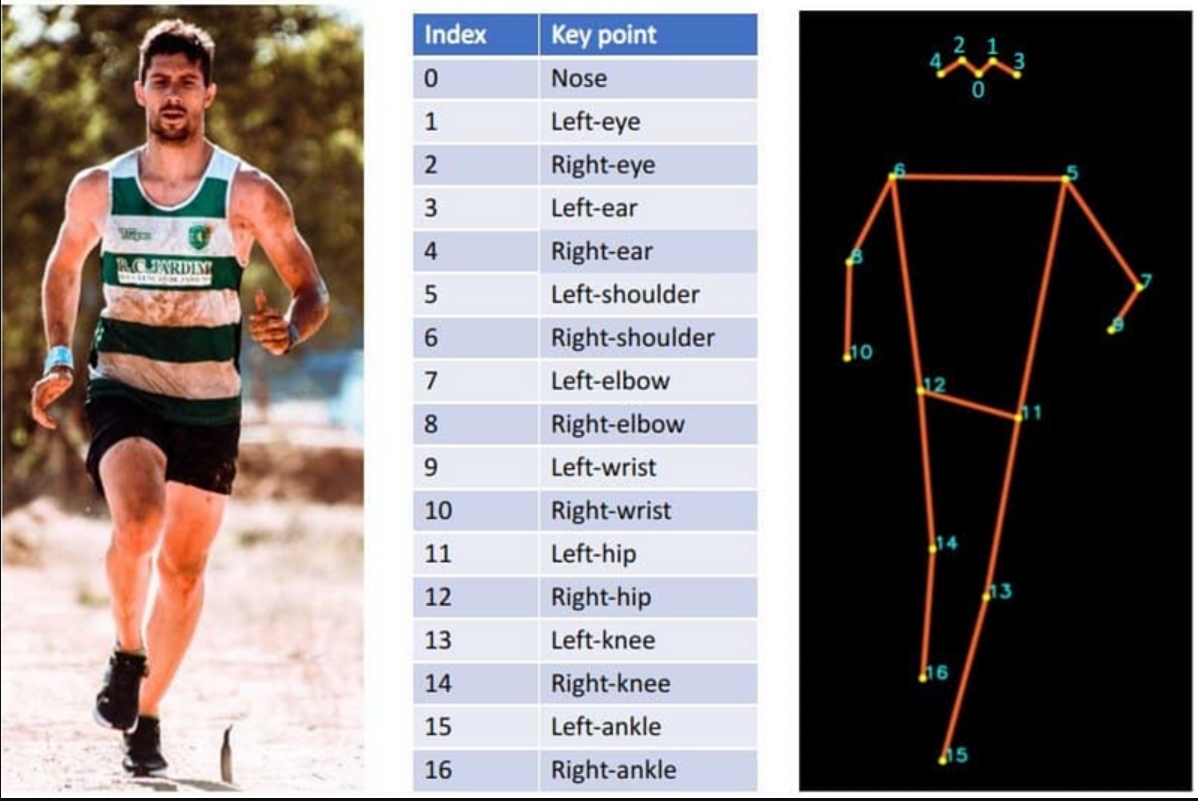 R.C.JARDIM
Index Key point
0 Nose
1 Left-eye
2 Right-eye
3 Left-ear
4 Right-ear
5 Left-shoulder
6 Right-shoulder
7 Left-elbow
8 Right-elbow
9 Left-wrist
10 Right-wrist
11 Left-hip
12 Right-hip
13 Left-knee
14 Right-knee
15 Left-ankle
16 Right-ankle
2 1
4 3
0
6 5
8
7
9
10
12
11
14
13
16
15